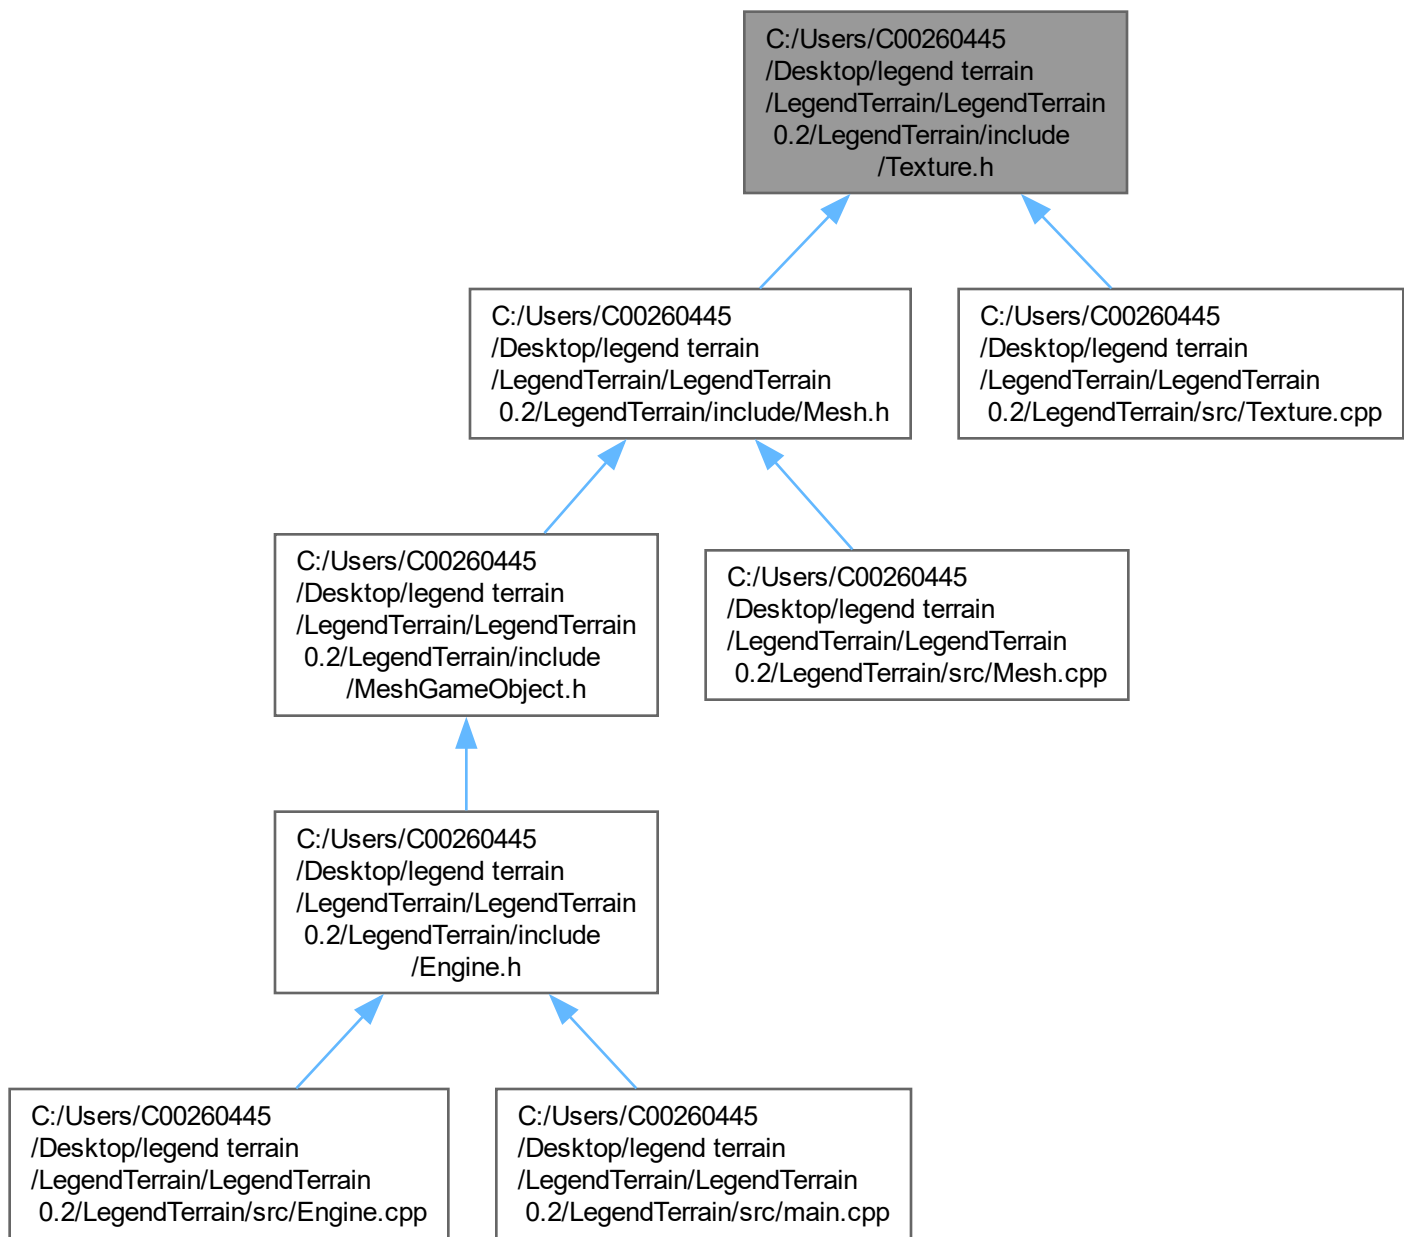 C:/Users/C00260445
/Desktop/legend terrain
/LegendTerrain/LegendTerrain
0.2/LegendTerrain/include
/Texture.h
C:/Users/C00260445
/Desktop/legend terrain
/LegendTerrain/LegendTerrain
0.2/LegendTerrain/include/Mesh.h
C:/Users/C00260445
/Desktop/legend terrain
/LegendTerrain/LegendTerrain
0.2/LegendTerrain/src/Texture.cpp
C:/Users/C00260445
/Desktop/legend terrain
/LegendTerrain/LegendTerrain
0.2/LegendTerrain/include
/MeshGameObject.h
C:/Users/C00260445
/Desktop/legend terrain
/LegendTerrain/LegendTerrain
0.2/LegendTerrain/src/Mesh.cpp
C:/Users/C00260445
/Desktop/legend terrain
/LegendTerrain/LegendTerrain
0.2/LegendTerrain/include
/Engine.h
C:/Users/C00260445
/Desktop/legend terrain
/LegendTerrain/LegendTerrain
0.2/LegendTerrain/src/Engine.cpp
C:/Users/C00260445
/Desktop/legend terrain
/LegendTerrain/LegendTerrain
0.2/LegendTerrain/src/main.cpp